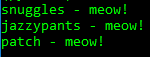 snuggles - meow!
jazzypants - meow!
patch - meow!